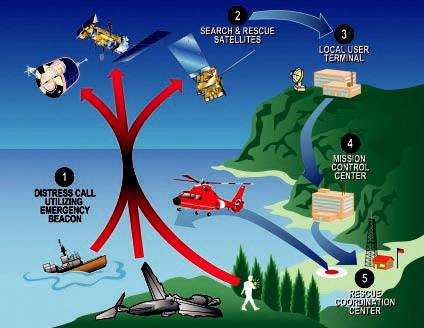 1
DISTRESS CALL
UTILIZING
EMERGENCY
BEACON
2
SEARCH & RESCUE
SATELLITES
3
LOCAL USER
TERMINAL
4
MISSION
CONTROL
CENTER
5
RESCUE
COORDINATION
CENTER